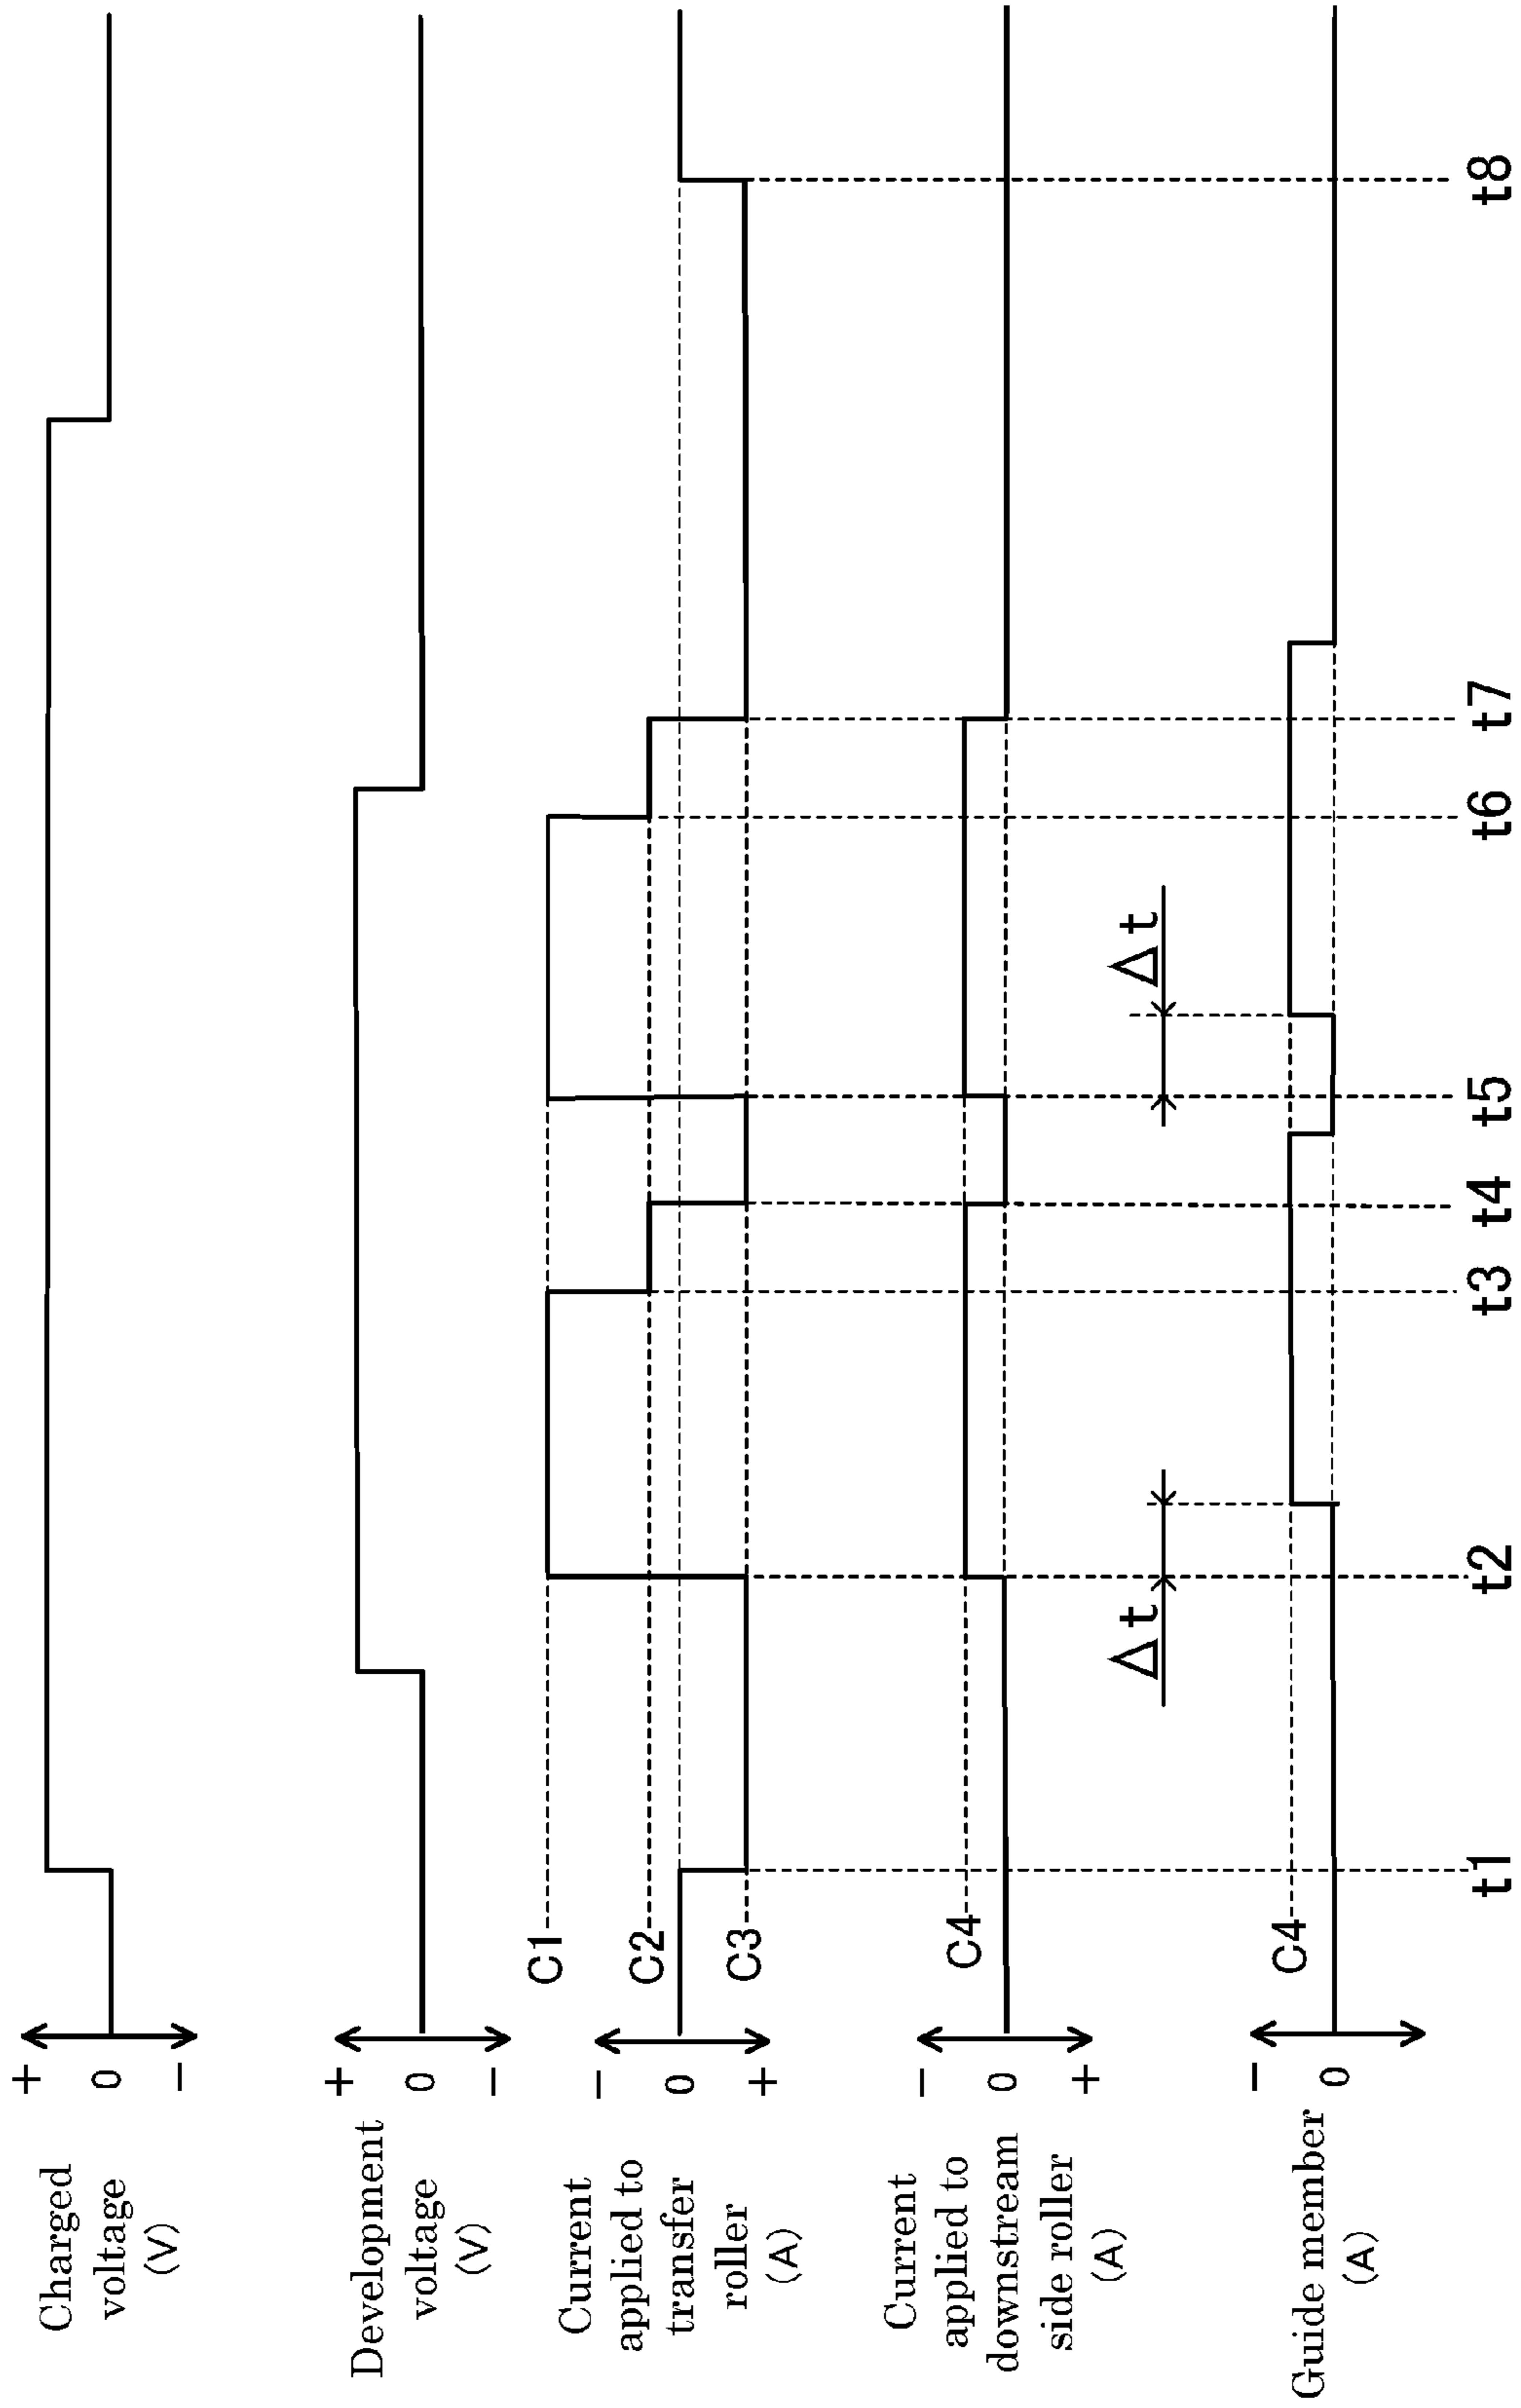 Charged
voltage
(V)
+
0
−
Development
voltage
(V)
+
0
−
Current
applied to
transfer
roller
(A)
−
0
+
C1
C2
C3
Current
applied to
downstream
side roller
(A)
−
0
+
C4
Δt
Δt
Guide member
(A)
−
0
C4
t1
t2
t3
t4
t5
t6
t7
t8